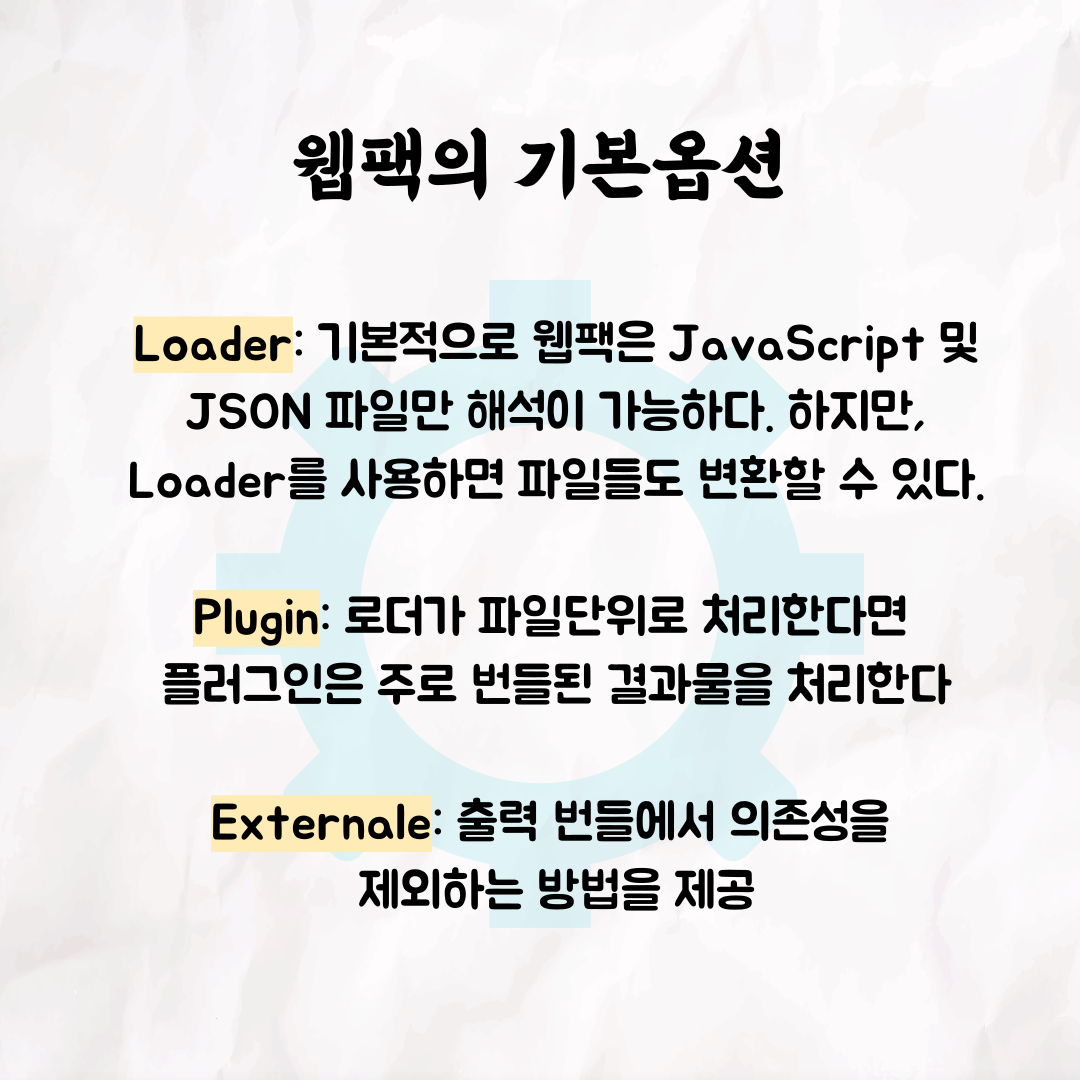 웹팩의 기본옵션
Loader: 기본적으로 웹팩은 JavaScript 및
JSON 파일만 해석이 가능하다. 하지만,
Loader를 사용하면 파일들도 변환할 수 있다.
Plugin: 로더가 파일단위로 처리한다면
플러그인은 주로 번들된 결과물을 처리한다
Externale: 출력 번들에서 의존성을
제외하는 방법을 제공